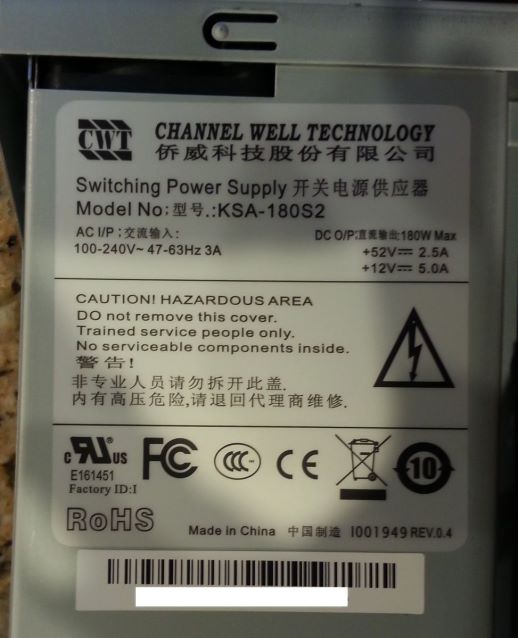 CWT CHANNEL WELL TECHNOLOGY
侨威科技股份有限公司
Switching Power Supply 开关电源供应器
Model No: 型号.:KSA-180S2
AC I/P : 交流输入: DC O/P:直流输出:180W Max
100-240V~ 47-63Hz 3A +52V⎓ 2.5A
+12V⎓ 5.0A
CAUTION! HAZARDOUS AREA
DO not remove this cover.
Trained service people only.
No serviceable components inside.
警告!
非专业人员请勿拆开此盖.
内有高压危险,请退回代理商维修.
c RU US FC CCC CE 10
E161451
Factory ID:I
RoHS Made in China 中国制造 I001949 REV.0.4